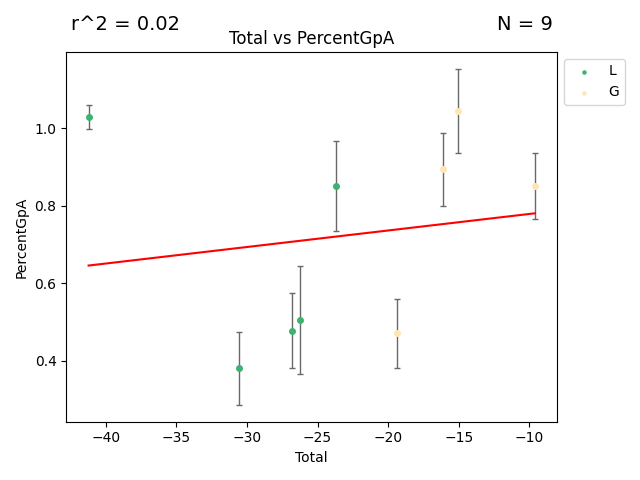 r^2 = 0.02
N = 9
Total vs PercentGpA
L
G
PercentGpA
1.0
0.8
0.6
0.4
−40
−35
−30
−25
−20
−15
−10
Total